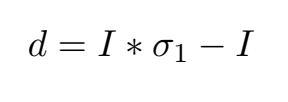 d = I ∗ σ₁ − I